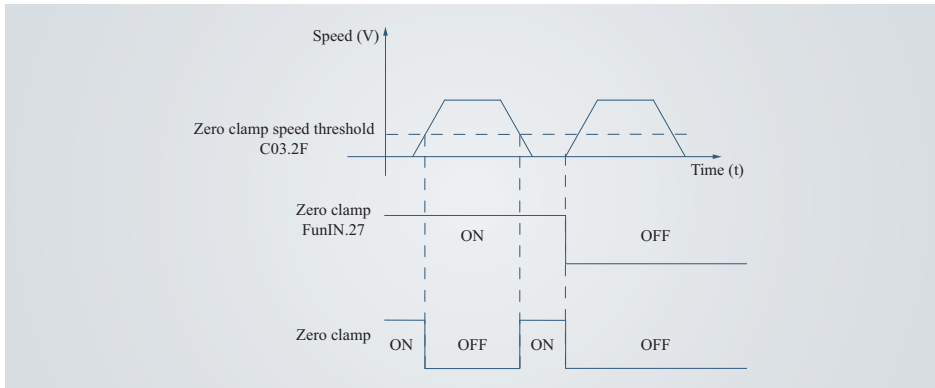 Speed (V)
Zero clamp speed threshold
C03.2F
Time (t)
Zero clamp
FunIN.27
ON
OFF
Zero clamp
ON
OFF
ON
OFF